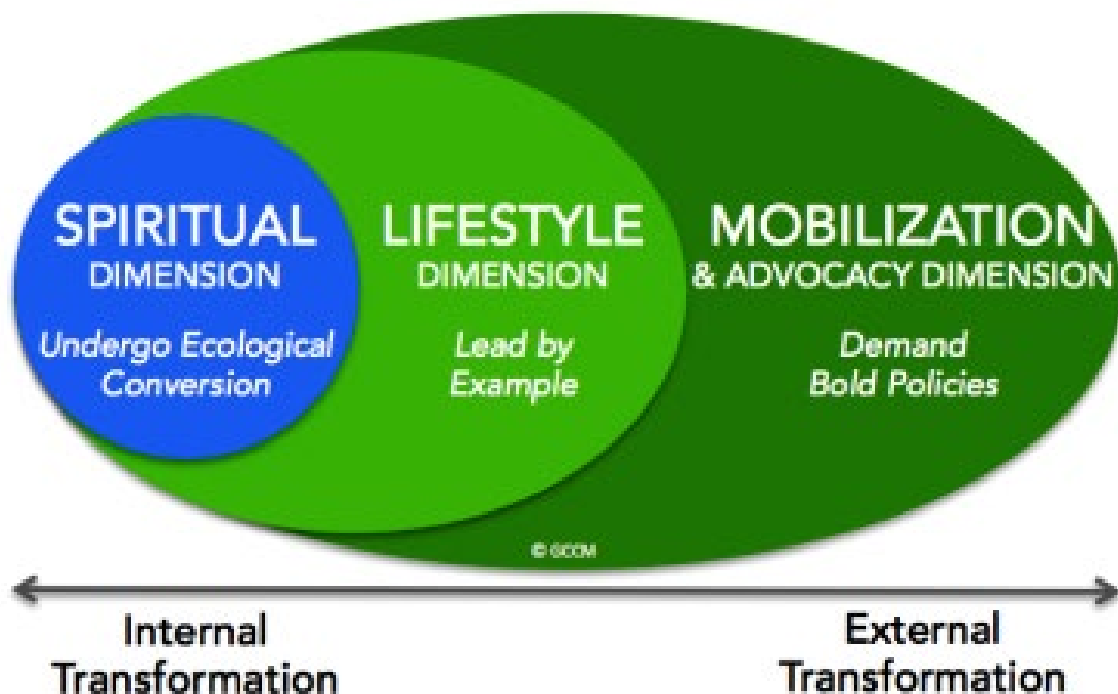 SPIRITUAL
DIMENSION
Undergo Ecological
Conversion
LIFESTYLE
DIMENSION
Lead by
Example
MOBILIZATION
& ADVOCACY DIMENSION
Demand
Bold Policies
© GCCM
Internal
Transformation
External
Transformation